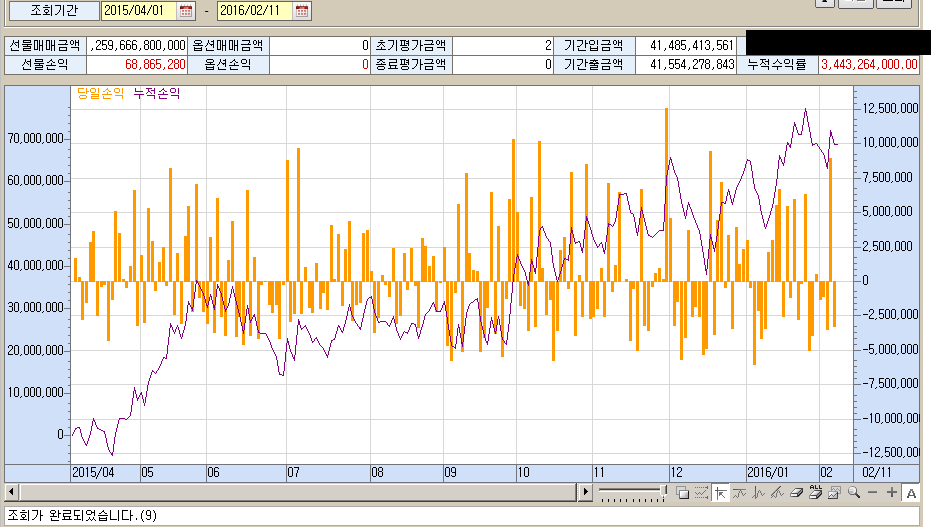 조회기간 2015/04/01 - 2016/02/11
선물매매금액 ,259,666,800,000 옵션매매금액 0 초기평가금액 2 기간입금액 41,485,413,561
선물손익 68,865,280 옵션손익 0 종료평가금액 0 기간출금액 41,554,278,843 누적수익률 3,443,264,000.00
당일손익 누적손익
70,000,000
60,000,000
50,000,000
40,000,000
30,000,000
20,000,000
10,000,000
0
12,500,000
10,000,000
7,500,000
5,000,000
2,500,000
0
-2,500,000
-5,000,000
-7,500,000
-10,000,000
-12,500,000
2015/04 05 06 07 08 09 10 11 12 2016/01 02 02/11
ALL A
조회가 완료되었습니다.(9)